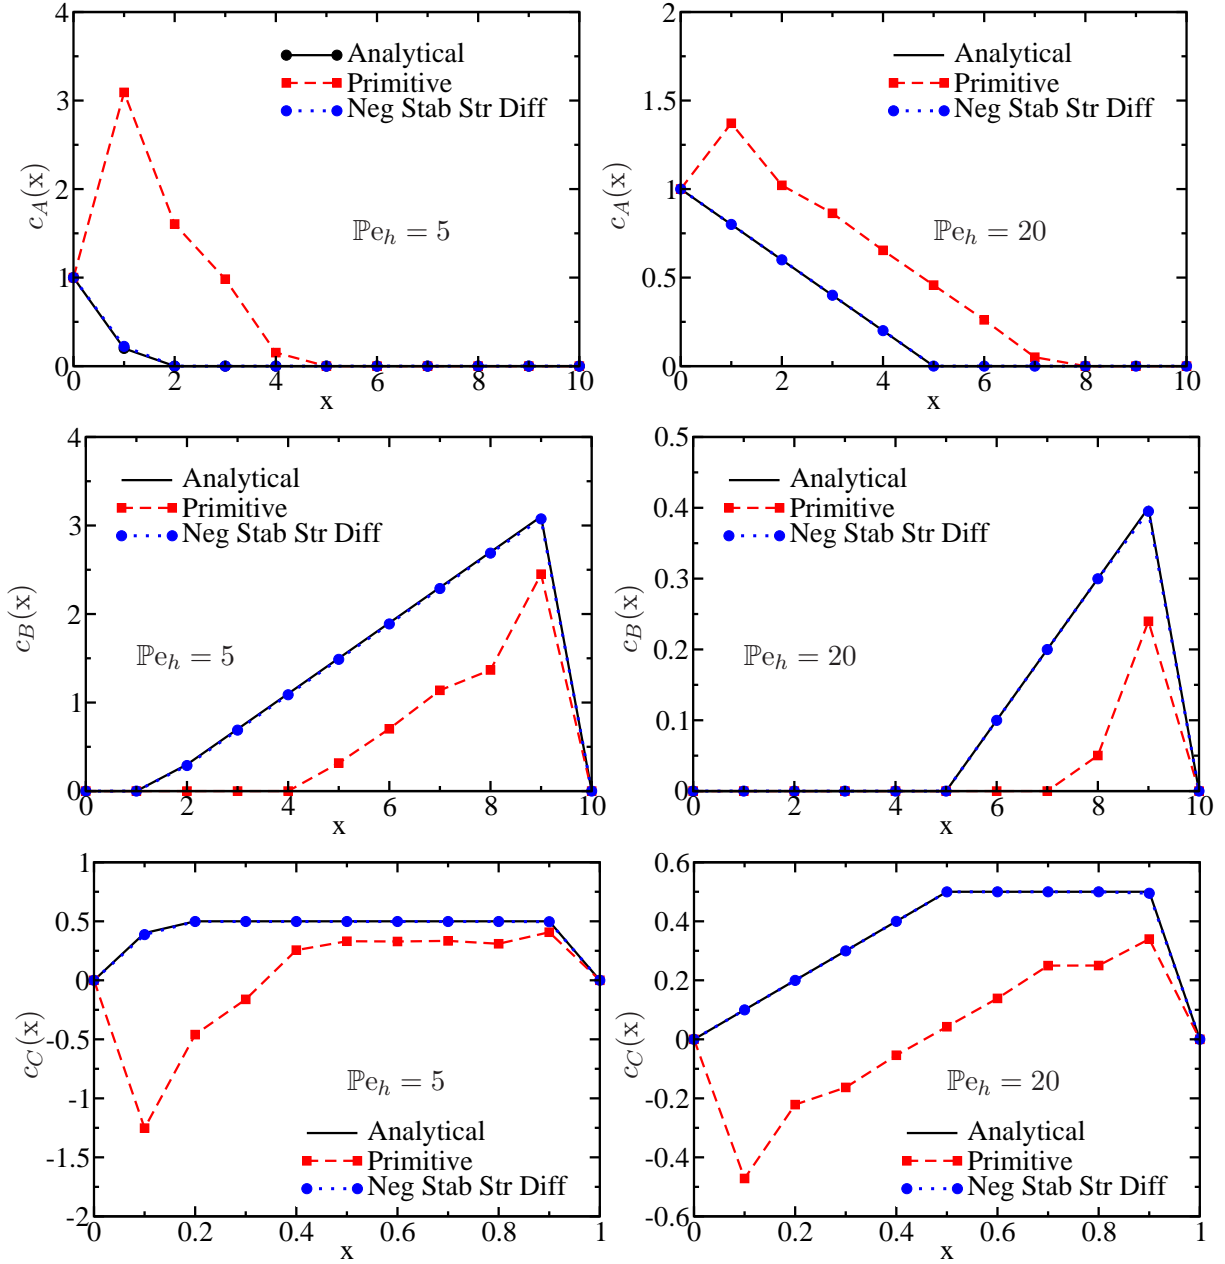 4
3
2
1
0
0
2
4
6
8
10
x
c_A(x)
Analytical
Primitive
Neg Stab Str Diff
ℙe_h = 5
2
1.5
1
0.5
0
0
2
4
6
8
10
x
c_A(x)
Analytical
Primitive
Neg Stab Str Diff
ℙe_h = 20
4
3
2
1
0
0
2
4
6
8
10
x
c_B(x)
Analytical
Primitive
Neg Stab Str Diff
ℙe_h = 5
0.5
0.4
0.3
0.2
0.1
0
0
2
4
6
8
10
x
c_B(x)
Analytical
Primitive
Neg Stab Str Diff
ℙe_h = 20
1
0.5
0
-0.5
-1
-1.5
-2
0
0.2
0.4
0.6
0.8
1
x
c_C(x)
ℙe_h = 5
Analytical
Primitive
Neg Stab Str Diff
0.6
0.4
0.2
0
-0.2
-0.4
-0.6
0
0.2
0.4
0.6
0.8
1
x
c_C(x)
ℙe_h = 20
Analytical
Primitive
Neg Stab Str Diff